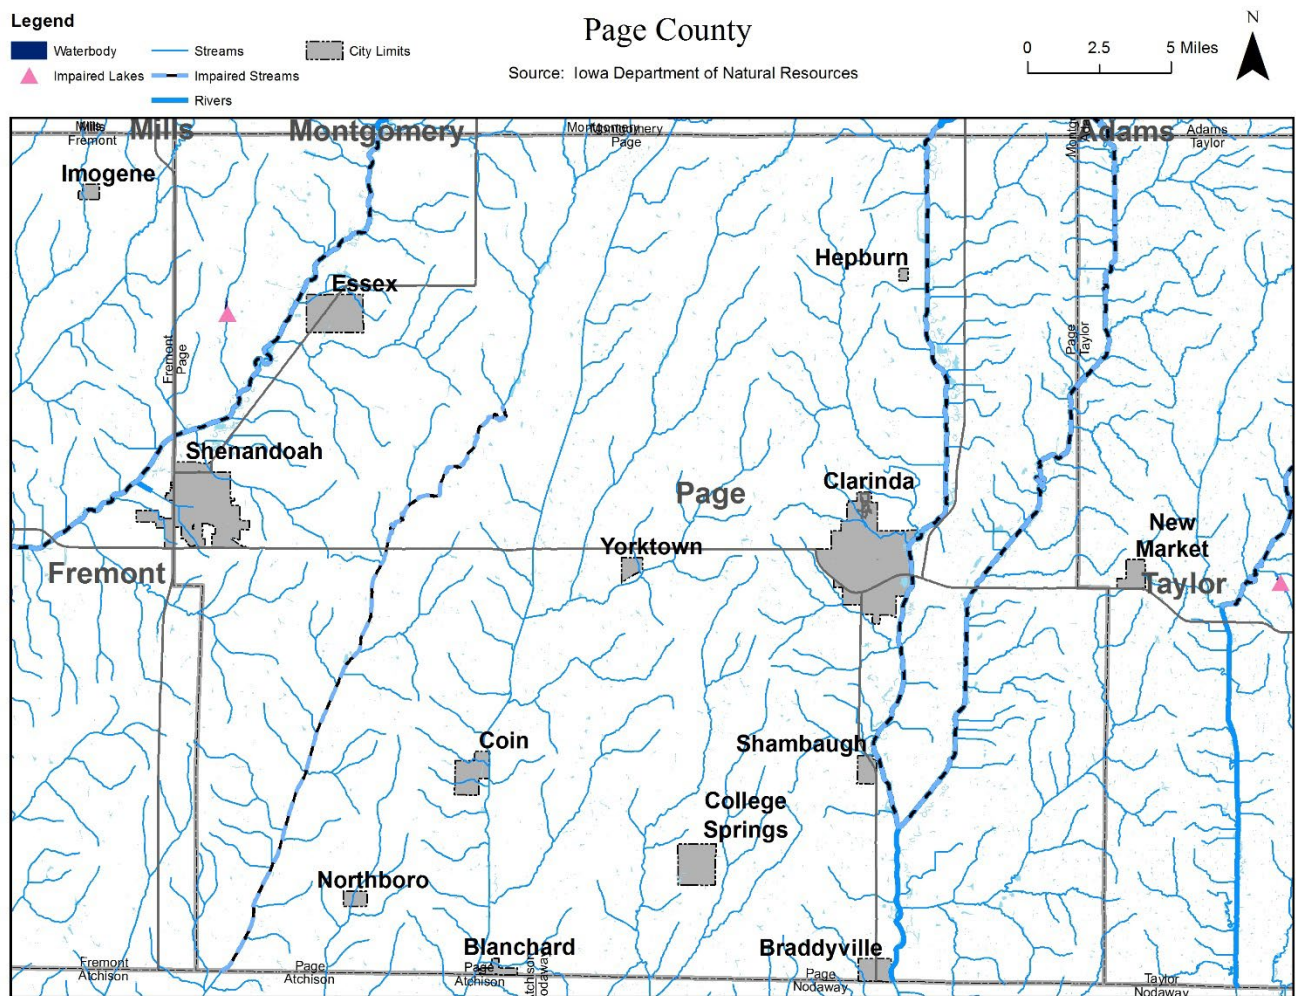 Legend
Waterbody
Streams
City Limits
Impaired Lakes
Impaired Streams
Rivers
Page County
Source: Iowa Department of Natural Resources
0 2.5 5 Miles
N
Mills
Fremont
Mills
Montgomery
Montgomery
Page
Adams
Adams
Taylor
Imogene
Hepburn
Essex
Fremont
Page
Page
Taylor
Shenandoah
Page
Clarinda
New
Market
Yorktown
Fremont
Taylor
Coin
Shambaugh
College
Springs
Northboro
Blanchard
Braddyville
Fremont
Atchison
Page
Atchison
Page
Atchison
Page
Nodaway
Taylor
Nodaway